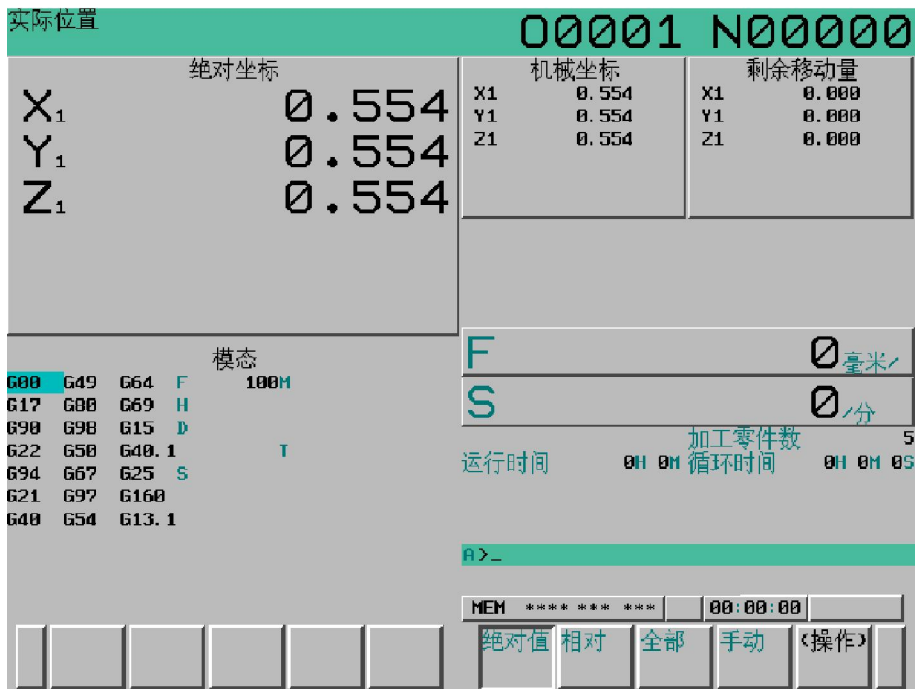 实际位置 O0001 N00000
绝对坐标
X1 0.554
Y1 0.554
Z1 0.554
机械坐标
X1 0.554
Y1 0.554
Z1 0.554
剩余移动量
X1 0.000
Y1 0.000
Z1 0.000
模态
G00 G49 G64 F 100M
G17 G80 G69 H
G90 G98 G15 D
G22 G50 G40.1 T
G94 G67 G25 S
G21 G97 G160
G40 G54 G13.1
F 0毫米/
S 0/分
加工零件数 5
运行时间 0H 0M 循环时间 0H 0M 0S
A>_
MEM **** *** *** 00:00:00
绝对值 相对 全部 手动 (操作)